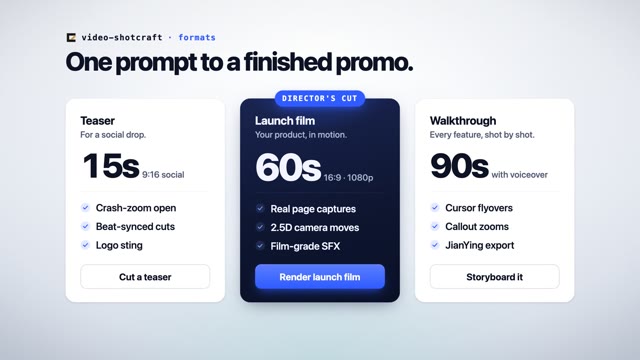 video-shotcraft · formats
One prompt to a finished promo.
Teaser
For a social drop.
15s 9:16 social
Crash-zoom open
Beat-synced cuts
Logo sting
Cut a teaser
DIRECTOR'S CUT
Launch film
Your product, in motion.
60s 16:9 · 1080p
Real page captures
2.5D camera moves
Film-grade SFX
Render launch film
Walkthrough
Every feature, shot by shot.
90s with voiceover
Cursor flyovers
Callout zooms
JianYing export
Storyboard it